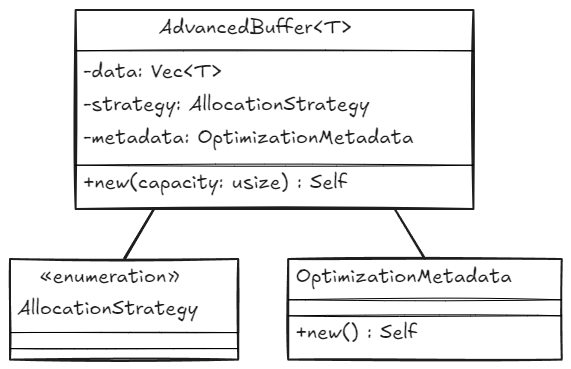 AdvancedBuffer<T>
-data: Vec<T>
-strategy: AllocationStrategy
-metadata: OptimizationMetadata
+new(capacity: usize) : Self
«enumeration»
AllocationStrategy
OptimizationMetadata
+new() : Self